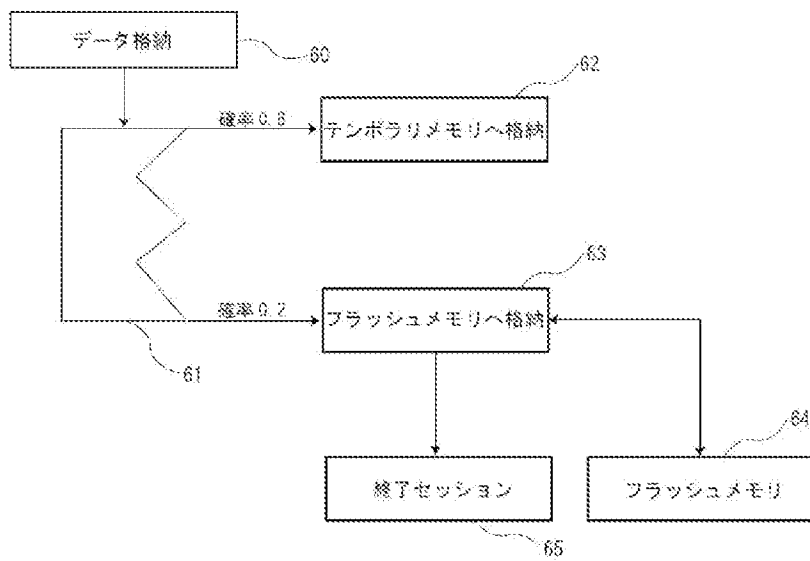 データ格納
60
62
確率0.8
テンポラリメモリへ格納
63
確率0.2
フラッシュメモリへ格納
61
64
終了セッション
フラッシュメモリ
65